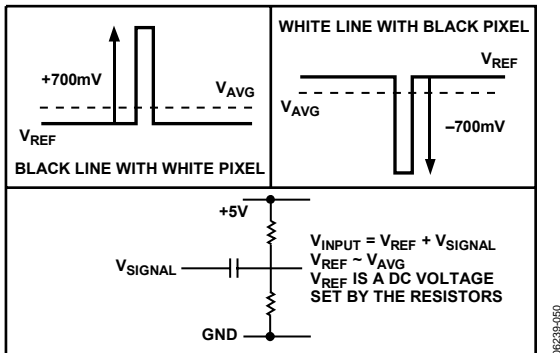 +700mV
VAVG
VREF
BLACK LINE WITH WHITE PIXEL
WHITE LINE WITH BLACK PIXEL
VREF
VAVG
–700mV
+5V
VSIGNAL
GND
VINPUT = VREF + VSIGNAL
VREF ~ VAVG
VREF IS A DC VOLTAGE
SET BY THE RESISTORS
06239-050